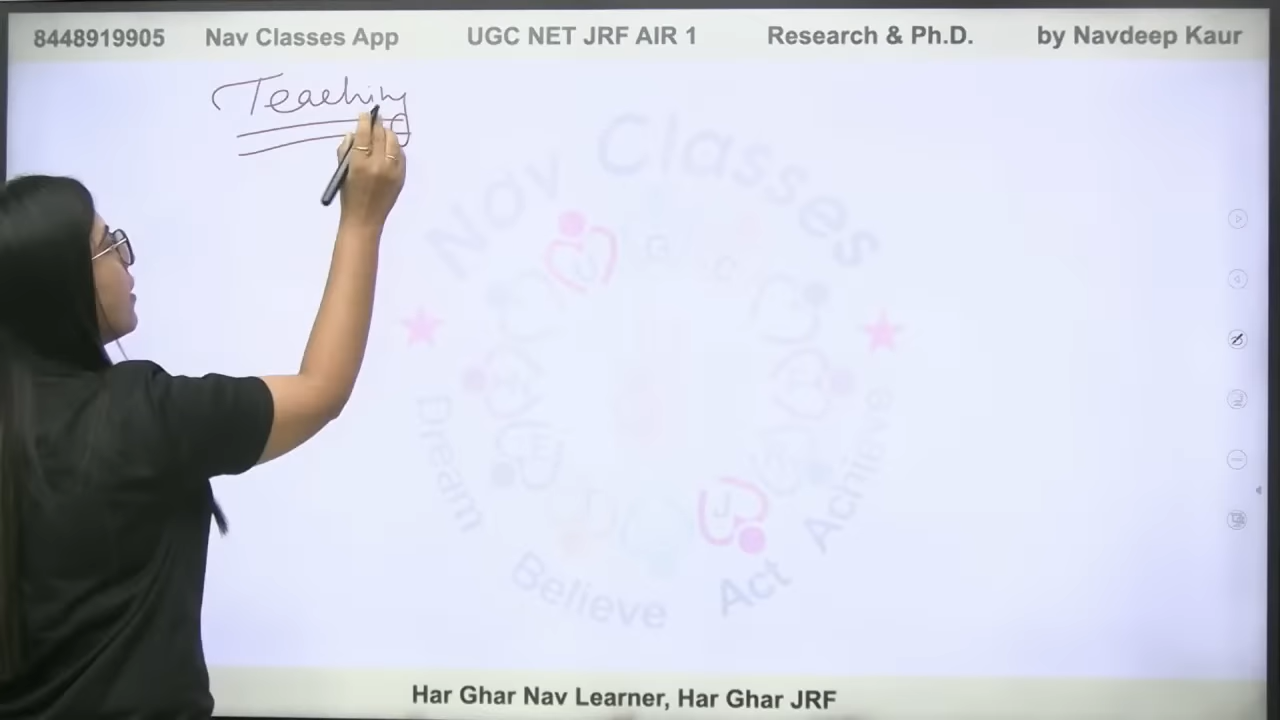 8448919905 Nav Classes App UGC NET JRF AIR 1 Research & Ph.D. by Navdeep Kaur
Teaching
Nav Classes
Dream Believe Act Achieve
Har Ghar Nav Learner, Har Ghar JRF